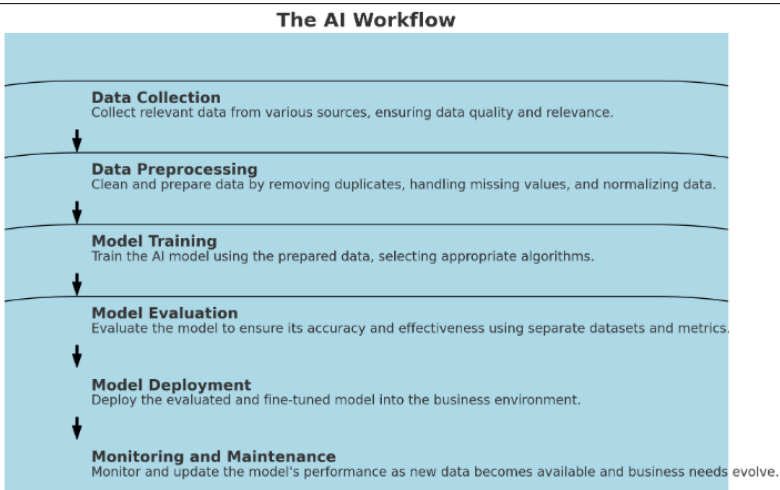 The AI Workflow
Data Collection
Collect relevant data from various sources, ensuring data quality and relevance.
Data Preprocessing
Clean and prepare data by removing duplicates, handling missing values, and normalizing data.
Model Training
Train the AI model using the prepared data, selecting appropriate algorithms.
Model Evaluation
Evaluate the model to ensure its accuracy and effectiveness using separate datasets and metrics.
Model Deployment
Deploy the evaluated and fine-tuned model into the business environment.
Monitoring and Maintenance
Monitor and update the model's performance as new data becomes available and business needs evolve.